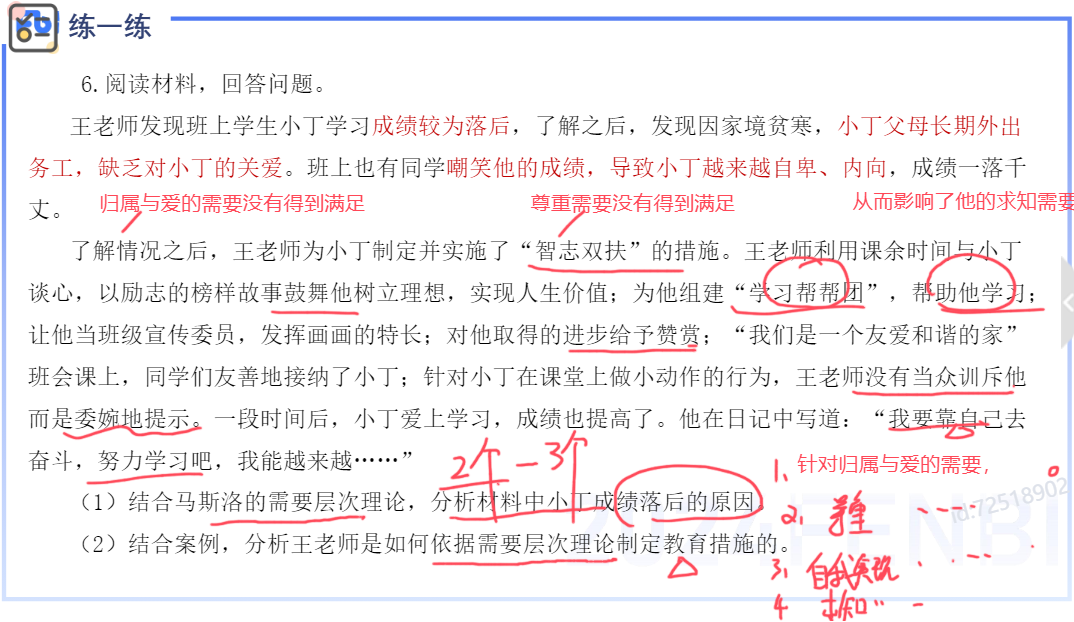 练一练
6.阅读材料，回答问题。
王老师发现班上学生小丁学习成绩较为落后，了解之后，发现因家境贫寒，小丁父母长期外出
务工，缺乏对小丁的关爱。班上也有同学嘲笑他的成绩，导致小丁越来越自卑、内向，成绩一落千
丈。 归属与爱的需要没有得到满足 尊重需要没有得到满足 从而影响了他的求知需要
了解情况之后，王老师为小丁制定并实施了“智志双扶”的措施。王老师利用课余时间与小丁
谈心，以励志的榜样故事鼓舞他树立理想，实现人生价值；为他组建“学习帮帮团”，帮助他学习；
让他当班级宣传委员，发挥画画的特长；对他取得的进步给予赞赏；“我们是一个友爱和谐的家”
班会课上，同学们友善地接纳了小丁；针对小丁在课堂上做小动作的行为，王老师没有当众训斥他
而是委婉地提示。一段时间后，小丁爱上学习，成绩也提高了。他在日记中写道：“我要靠自己去
奋斗，努力学习吧，我能越来越……”
2个－3个
1、针对归属与爱的需要，
（1）结合马斯洛的需要层次理论，分析材料中小丁成绩落后的原因。
id:72518902
2、尊重
（2）结合案例，分析王老师是如何依据需要层次理论制定教育措施的。
3、自我实现
4 求知